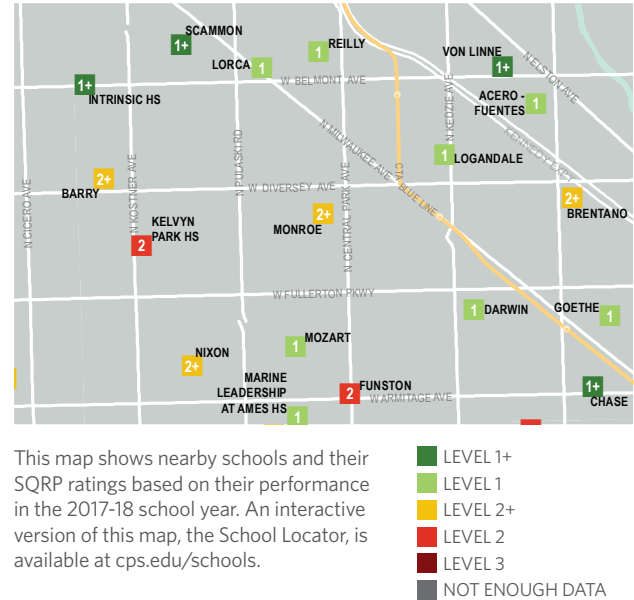 SCAMMON
1+
REILLY
1
LORCA
1
VON LINNE
1+
W BELMONT AVE
N ELSTON AVE
1+
INTRINSIC HS
ACERO -
FUENTES
1
N KEDZIE AVE
KENNEDY EXPY
N MILWAUKEE AVE
CTA BLUE LINE
N PULASKI RD
1
LOGANDALE
2+
BARRY
W DIVERSEY AVE
2+
BRENTANO
N CICERO AVE
N KOSTNER AVE
KELVYN
PARK HS
2
MONROE
2+
N CENTRAL PARK AVE
W FULLERTON PKWY
1
DARWIN
GOETHE
1
MOZART
1
NIXON
2+
MARINE
LEADERSHIP
AT AMES HS
1
FUNSTON
2
W ARMITAGE AVE
1+
CHASE
This map shows nearby schools and their
SQRP ratings based on their performance
in the 2017-18 school year. An interactive
version of this map, the School Locator, is
available at cps.edu/schools.
LEVEL 1+
LEVEL 1
LEVEL 2+
LEVEL 2
LEVEL 3
NOT ENOUGH DATA